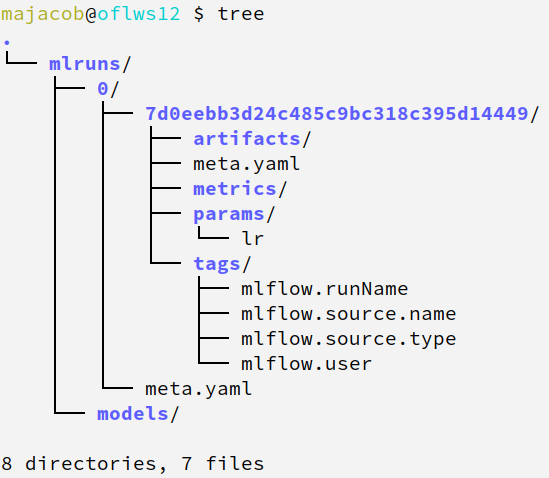 majacob@oflws12 $ tree
.
└── mlruns/
    ├── 0/
    │   ├── 7d0eebb3d24c485c9bc318c395d14449/
    │   │   ├── artifacts/
    │   │   ├── meta.yaml
    │   │   ├── metrics/
    │   │   ├── params/
    │   │   │   └── lr
    │   │   └── tags/
    │   │       ├── mlflow.runName
    │   │       ├── mlflow.source.name
    │   │       ├── mlflow.source.type
    │   │       └── mlflow.user
    │   └── meta.yaml
    └── models/

8 directories, 7 files